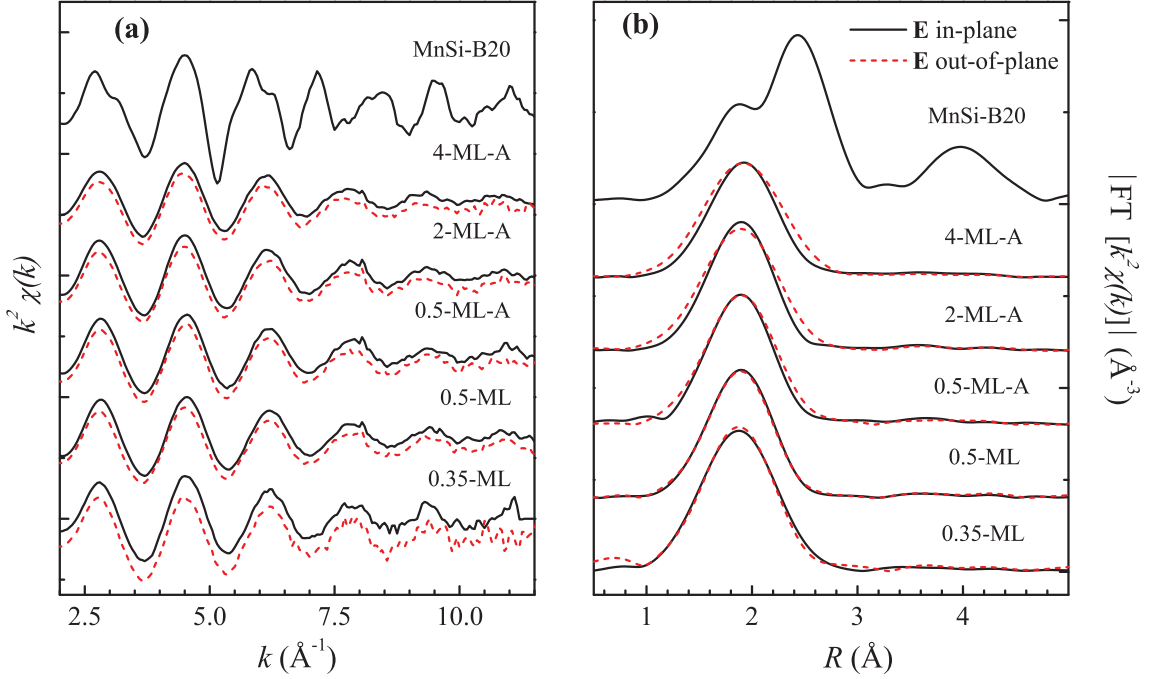 (a)
MnSi-B20
4-ML-A
2-ML-A
0.5-ML-A
0.5-ML
0.35-ML
k² χ(k)
2.5 5.0 7.5 10.0
k (Å⁻¹)
(b)
E in-plane
E out-of-plane
MnSi-B20
4-ML-A
2-ML-A
0.5-ML-A
0.5-ML
0.35-ML
1 2 3 4
R (Å)
|FT [k² χ(k)]| (Å⁻³)